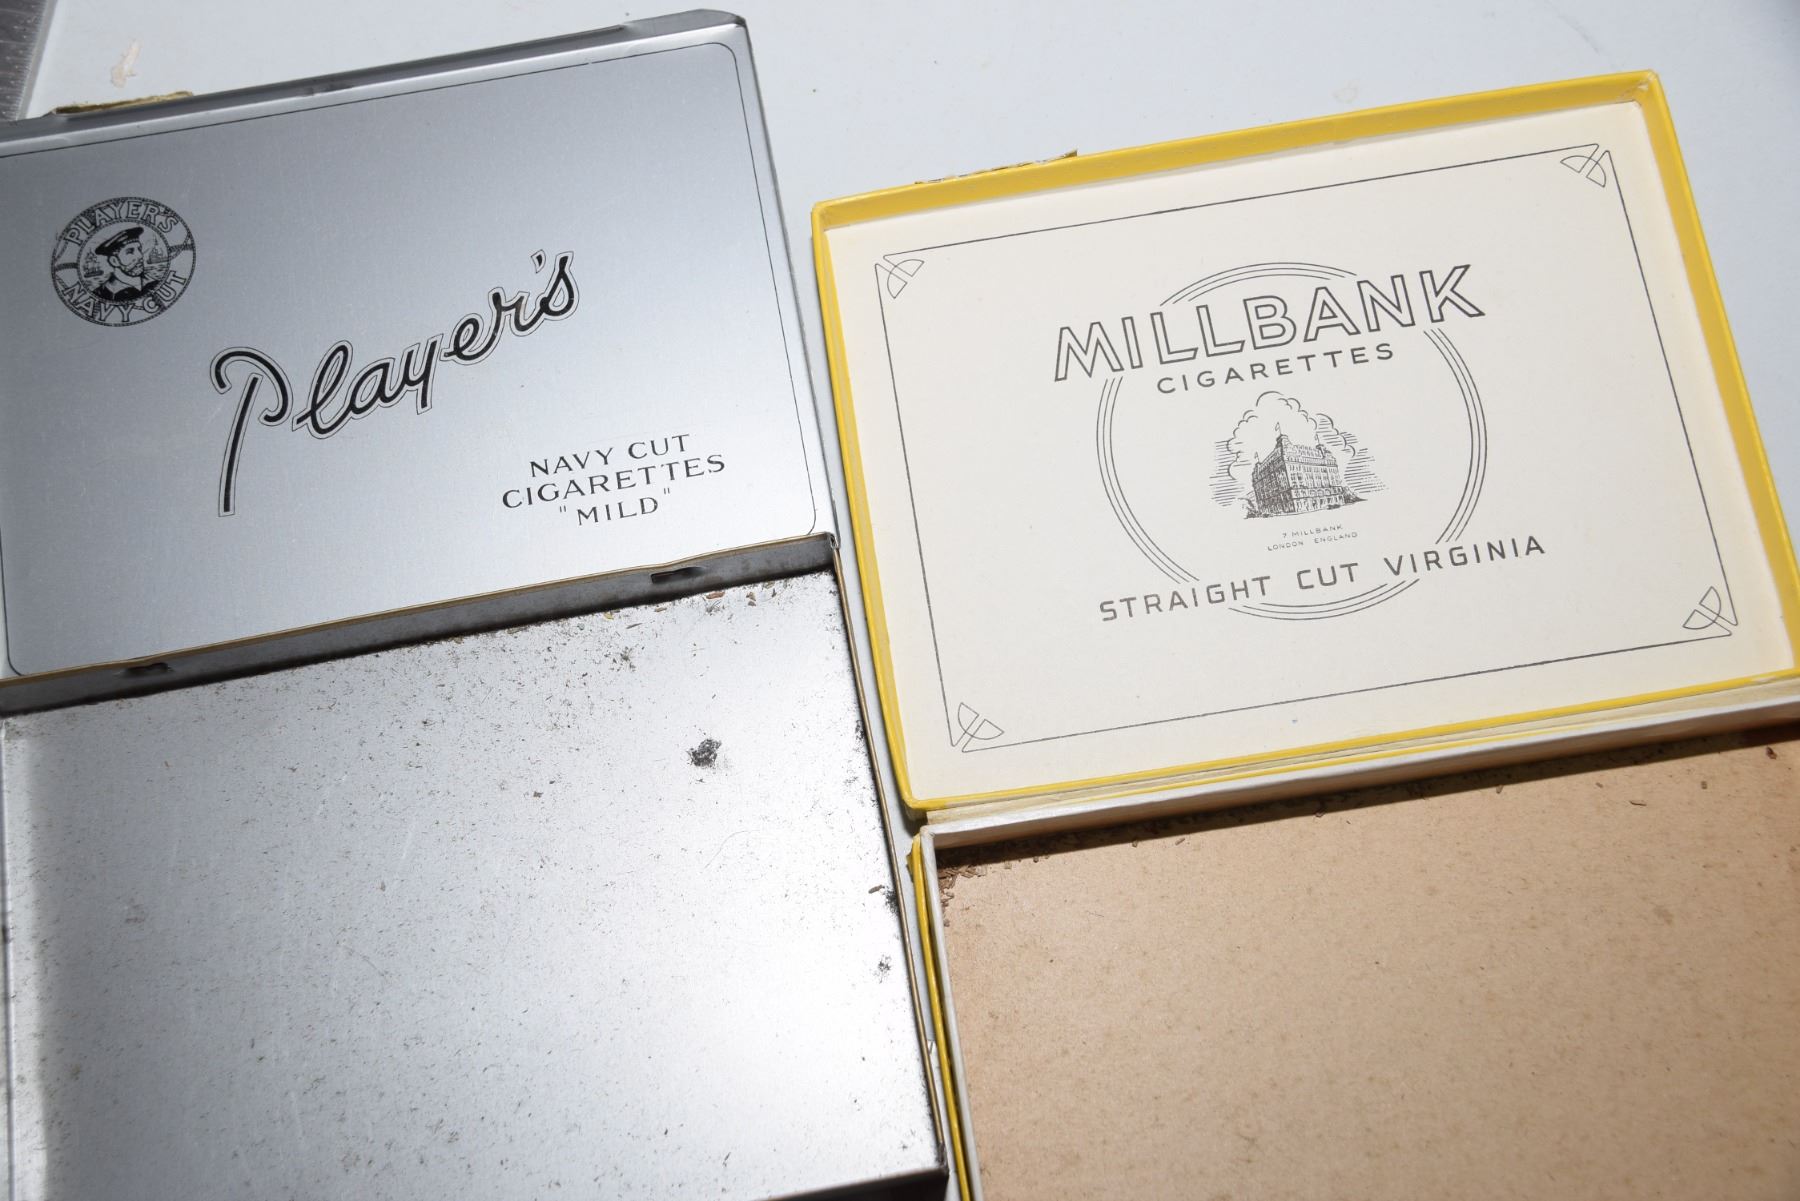 PLAYER'S
NAVY CUT
Player's
NAVY CUT
CIGARETTES
"MILD"
MILLBANK
CIGARETTES
7 MILLBANK
LONDON ENGLAND
STRAIGHT CUT VIRGINIA